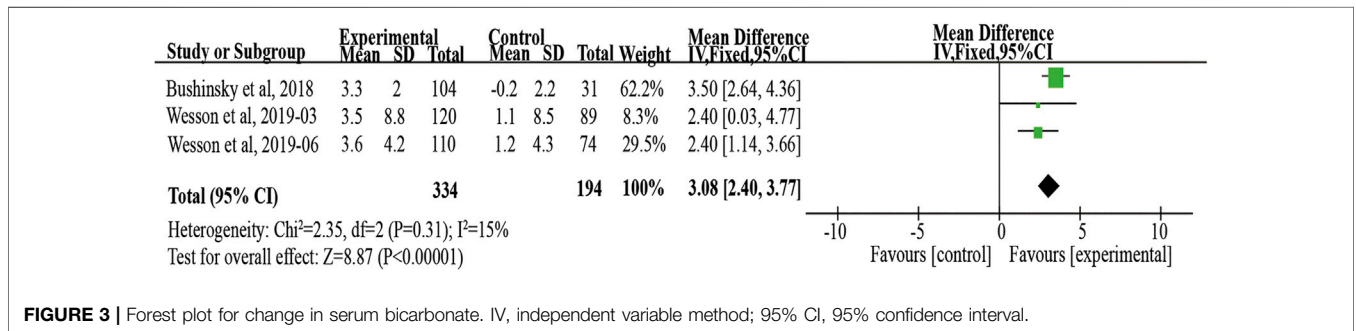 Experimental Control Mean Difference Mean Difference
Study or Subgroup Mean SD Total Mean SD Total Weight IV,Fixed,95%CI IV,Fixed,95%CI
Bushinsky et al, 2018 3.3 2 104 -0.2 2.2 31 62.2% 3.50 [2.64, 4.36]
Wesson et al, 2019-03 3.5 8.8 120 1.1 8.5 89 8.3% 2.40 [0.03, 4.77]
Wesson et al, 2019-06 3.6 4.2 110 1.2 4.3 74 29.5% 2.40 [1.14, 3.66]
Total (95% CI) 334 194 100% 3.08 [2.40, 3.77]
Heterogeneity: Chi²=2.35, df=2 (P=0.31); I²=15%
Test for overall effect: Z=8.87 (P<0.00001)
-10 -5 0 5 10
Favours [control] Favours [experimental]
FIGURE 3 | Forest plot for change in serum bicarbonate. IV, independent variable method; 95% CI, 95% confidence interval.